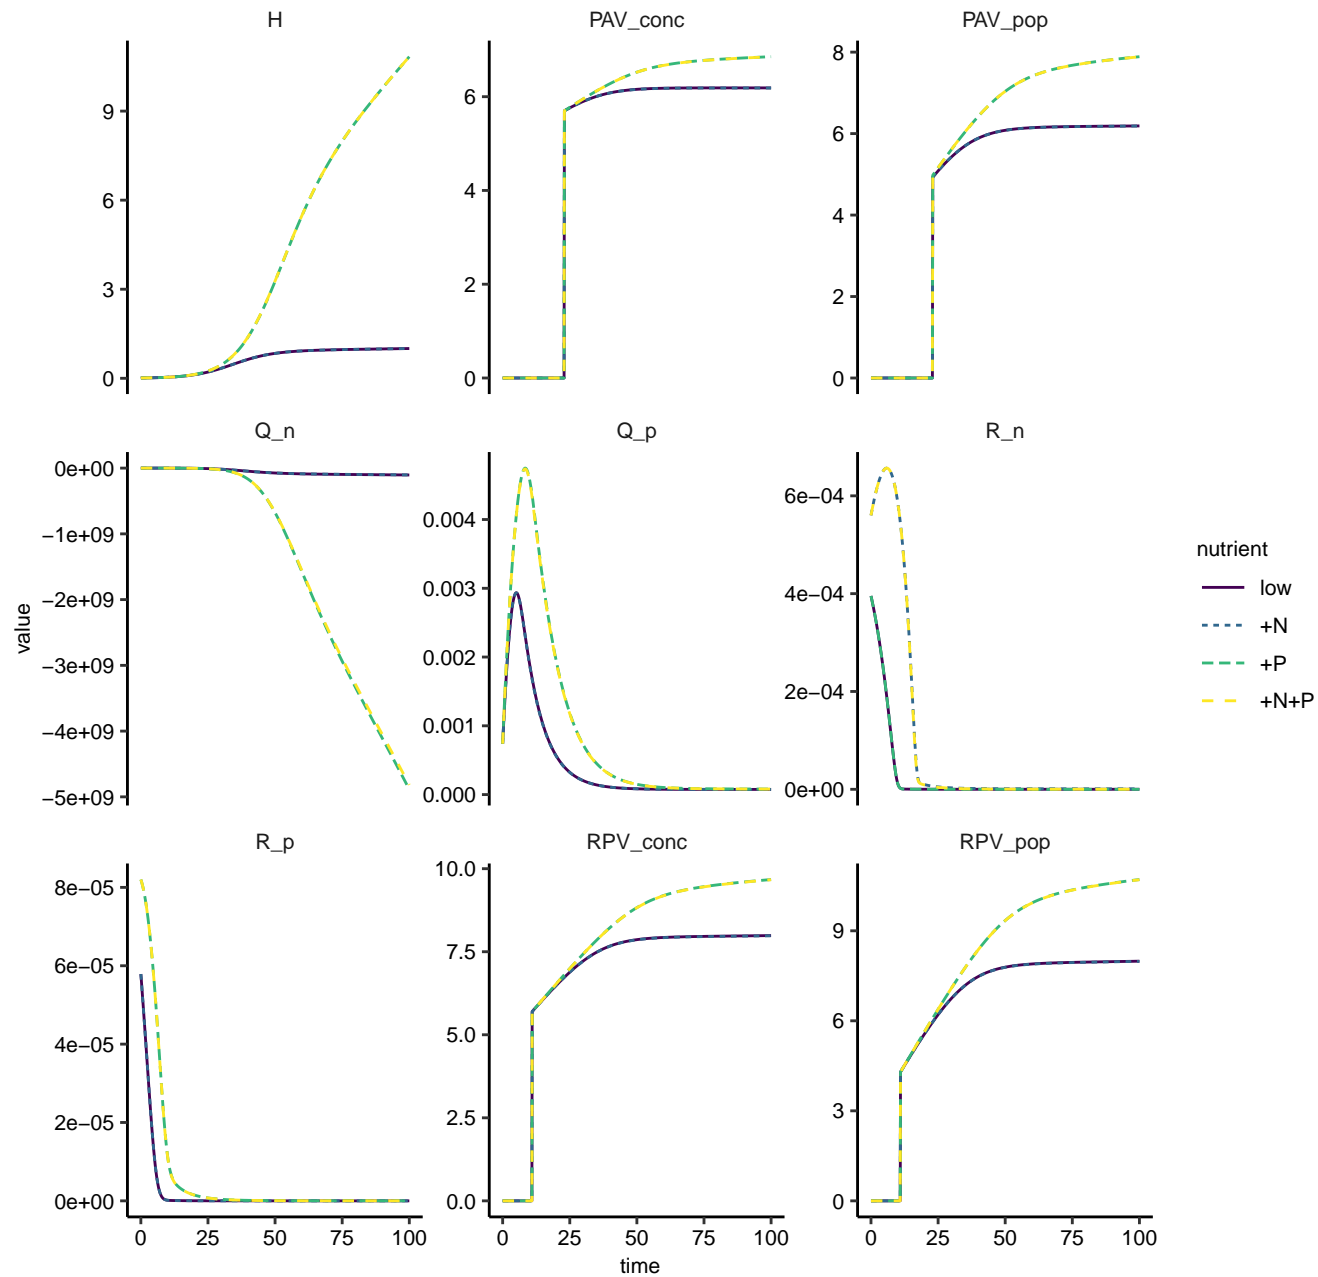 H
PAV_conc
PAV_pop
9
6
3
0
6
4
2
0
8
6
4
2
0
Q_n
Q_p
R_n
0e+00
−1e+09
−2e+09
−3e+09
−4e+09
−5e+09
0.004
0.003
0.002
0.001
0.000
6e−04
4e−04
2e−04
0e+00
R_p
RPV_conc
RPV_pop
8e−05
6e−05
4e−05
2e−05
0e+00
10.0
7.5
5.0
2.5
0.0
9
6
3
0
0 25 50 75 100
0 25 50 75 100
0 25 50 75 100
time
value
nutrient
low
+N
+P
+N+P